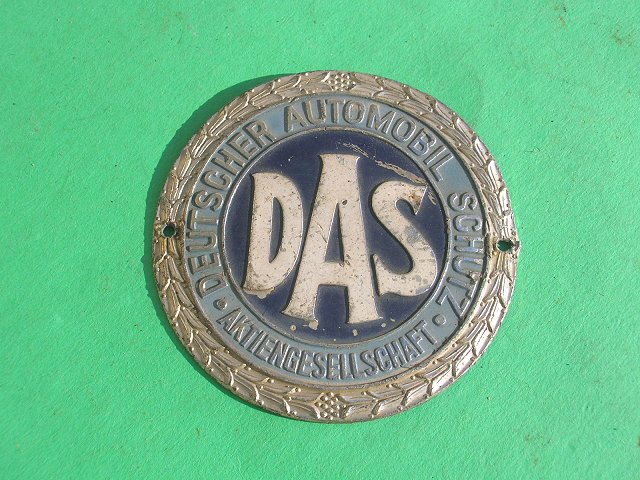 DEUTSCHER AUTOMOBIL SCHUTZ
DAS
AKTIENGESELLSCHAFT